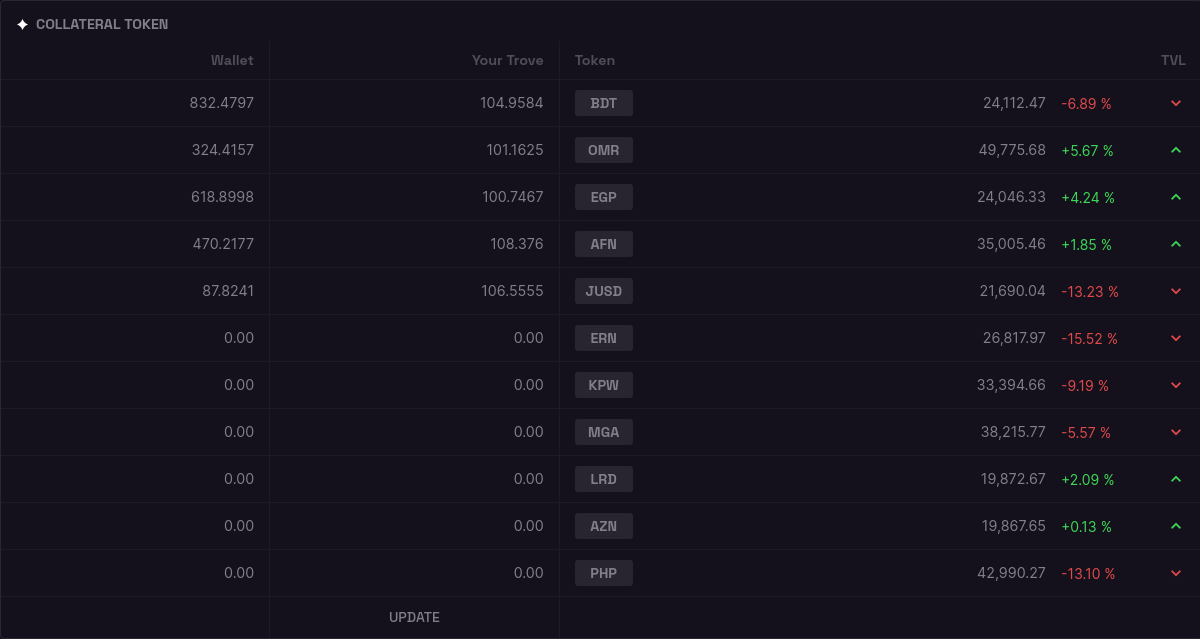 COLLATERAL TOKEN
Wallet Your Trove Token TVL
832.4797 104.9584 BDT 24,112.47 -6.89 %
324.4157 101.1625 OMR 49,775.68 +5.67 %
618.8998 100.7467 EGP 24,046.33 +4.24 %
470.2177 108.376 AFN 35,005.46 +1.85 %
87.8241 106.5555 JUSD 21,690.04 -13.23 %
0.00 0.00 ERN 26,817.97 -15.52 %
0.00 0.00 KPW 33,394.66 -9.19 %
0.00 0.00 MGA 38,215.77 -5.57 %
0.00 0.00 LRD 19,872.67 +2.09 %
0.00 0.00 AZN 19,867.65 +0.13 %
0.00 0.00 PHP 42,990.27 -13.10 %
UPDATE